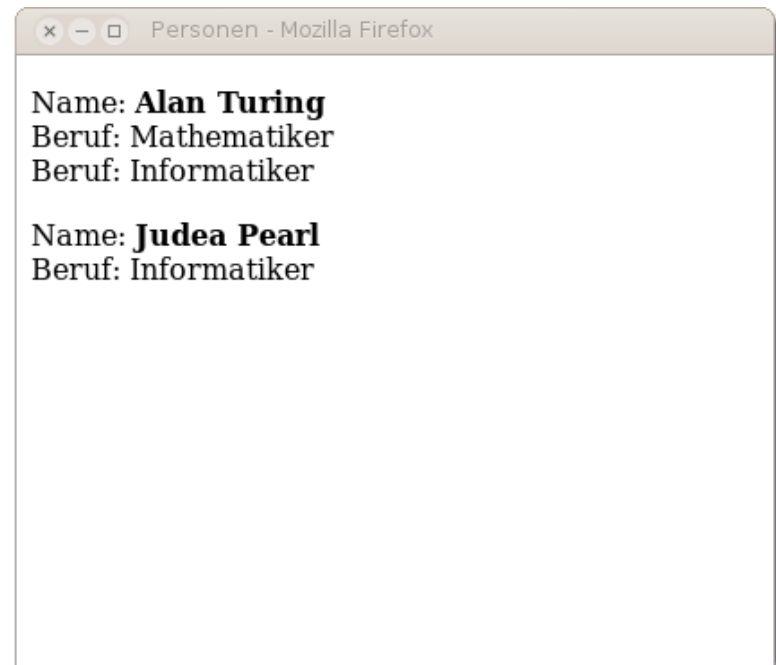 Personen - Mozilla Firefox
Name: Alan Turing
Beruf: Mathematiker
Beruf: Informatiker
Name: Judea Pearl
Beruf: Informatiker